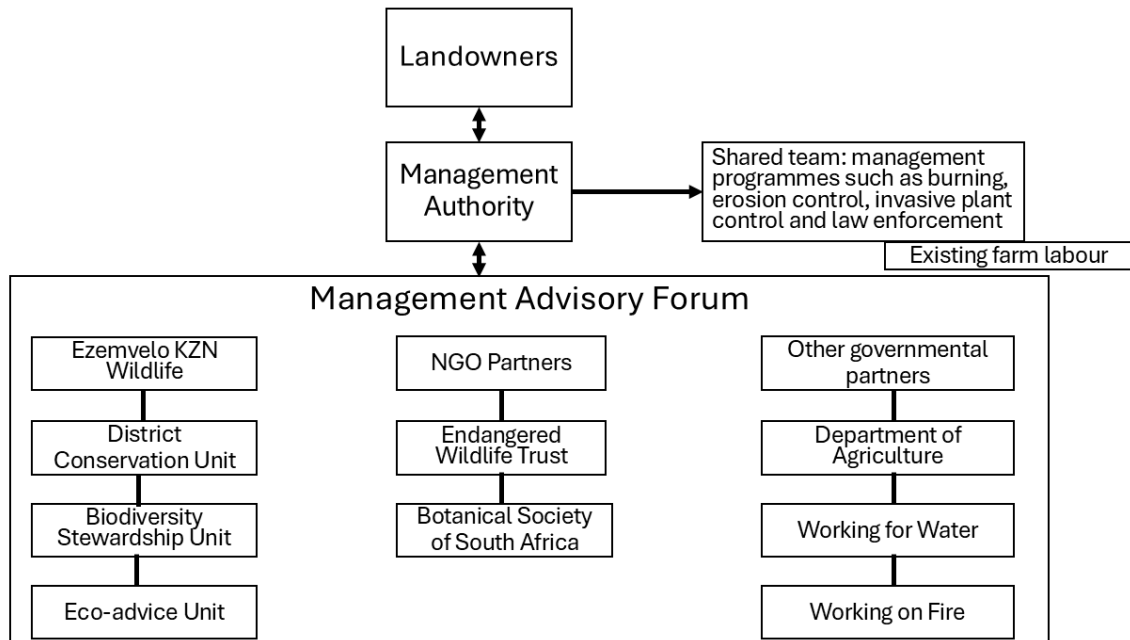 Landowners
Management
Authority
Shared team: management
programmes such as burning,
erosion control, invasive plant
control and law enforcement
Existing farm labour
Management Advisory Forum
Ezemvelo KZN
Wildlife
District
Conservation Unit
Biodiversity
Stewardship Unit
Eco-advice Unit
NGO Partners
Endangered
Wildlife Trust
Botanical Society
of South Africa
Other governmental
partners
Department of
Agriculture
Working for Water
Working on Fire